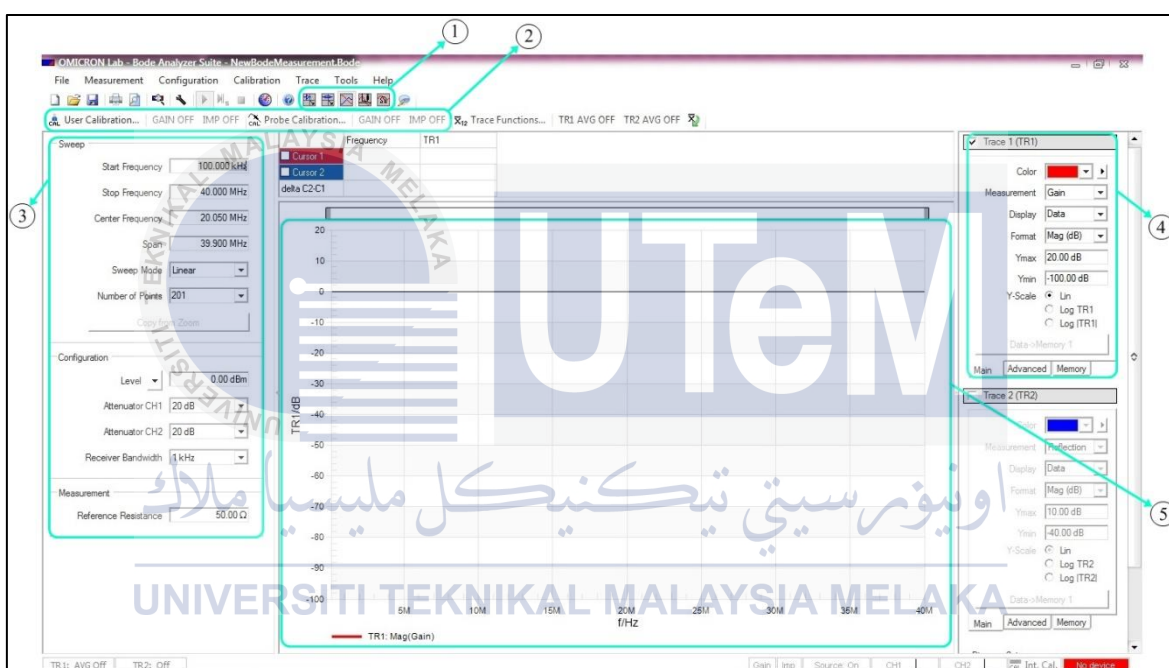 1
2
OMICRON Lab - Bode Analyzer Suite - NewBodeMeasurement.Bode
File Measurement Configuration Calibration Trace Tools Help
User Calibration... GAIN OFF IMP OFF Probe Calibration... GAIN OFF IMP OFF Trace Functions... TR1 AVG OFF TR2 AVG OFF
3
Sweep
Start Frequency 100.000 kHz
Stop Frequency 40.000 MHz
Center Frequency 20.050 MHz
Span 39.900 MHz
Sweep Mode Linear
Number of Points 201
Copy from Zoom
Configuration
Level 0.00 dBm
Attenuator CH1 20 dB
Attenuator CH2 20 dB
Receiver Bandwidth 1 kHz
Measurement
Reference Resistance 50.00 Ω
Frequency TR1
Cursor 1
Cursor 2
delta C2-C1
TR1/dB
20
10
0
-10
-20
-30
-40
-50
-60
-70
-80
-90
-100
5M 10M 15M 20M 25M 30M 35M 40M
f/Hz
TR1: Mag(Gain)
4
Trace 1 (TR1)
Color
Measurement Gain
Display Data
Format Mag (dB)
Ymax 20.00 dB
Ymin -100.00 dB
Y-Scale Lin
Log TR1
Log |TR1|
Data->Memory 1
Main Advanced Memory
Trace 2 (TR2)
Color
Measurement Reflection
Display Data
Format Mag (dB)
Ymax 10.00 dB
Ymin -40.00 dB
Y-Scale Lin
Log TR2
Log |TR2|
Data->Memory 1
Main Advanced Memory
5
TR1: AVG Off TR2: Off
Gain Imp Source: On CH1 CH2 Int. Cal. No device
UTeM
UNIVERSITI TEKNIKAL MALAYSIA MELAKA
اونيۏرسيتي تيكنيكل مليسيا ملاك
UNIVERSITI TEKNIKAL MALAYSIA MELAKA